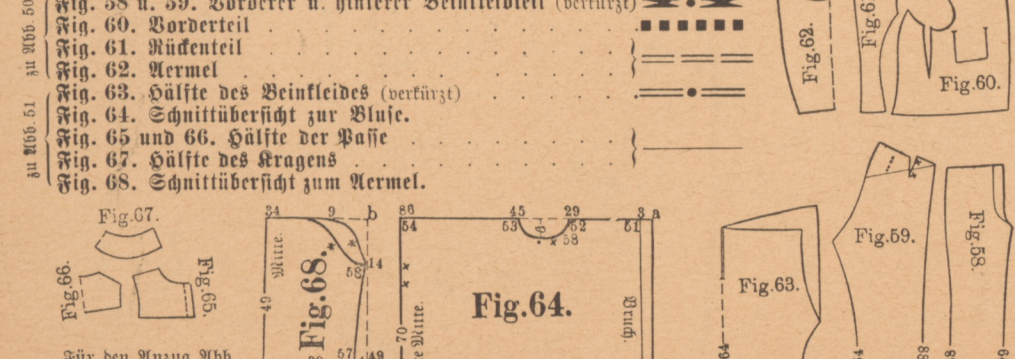 Fig. 58 u. 59. Vorderer u. hinterer Beinkleidteil (verkürzt)
zu Abb. 50
Fig. 60. Vorderteil
Fig. 61. Rückenteil
Fig. 62. Aermel
zu Abb. 51
Fig. 63. Hälfte des Beinkleides (verkürzt)
Fig. 64. Schnittübersicht zur Bluse.
Fig. 65 und 66. Hälfte der Passe
Fig. 67. Hälfte des Kragens
Fig. 68. Schnittübersicht zum Aermel.
Fig.62.
Fig.60.
Fig.67.
Fig.66.
Fig.65.
34 9 b
Mitte.
Fig.68.
58
14
49
57 49
86 45 29 3 a
54 53 6 52 51
58
Fig.64.
70
e Mitte.
Bruch.
Fig.63.
64
Fig.59.
Fig.58.
Für den Anzug Abb.